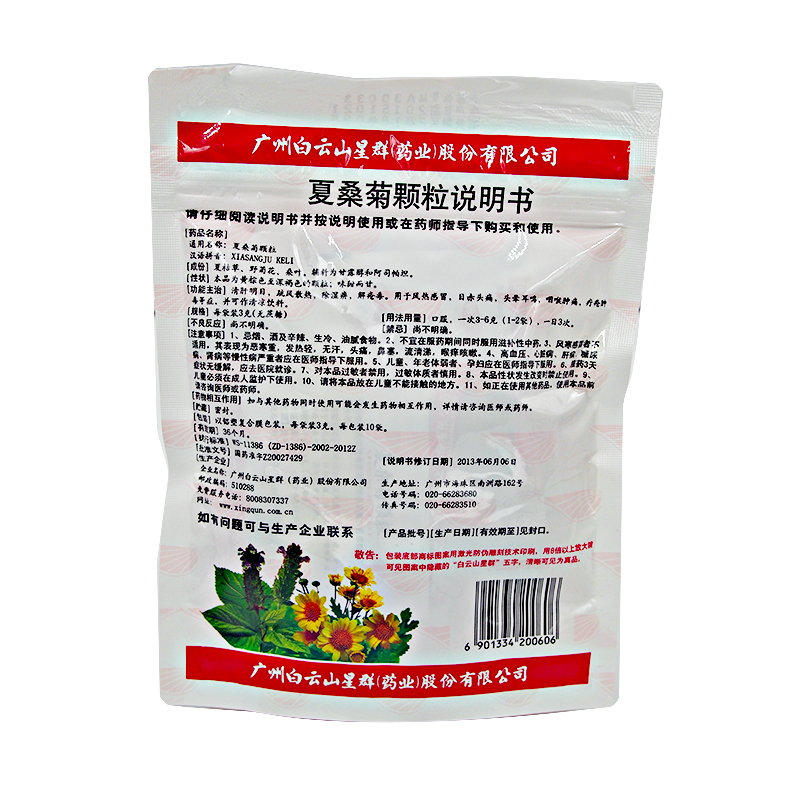 广州白云山星群(药业)股份有限公司
夏桑菊颗粒说明书
请仔细阅读说明书并按说明使用或在药师指导下购买和使用。
[药品名称]
通用名称：夏桑菊颗粒
汉语拼音：XIASANGJU KELI
[成份] 夏枯草、野菊花、桑叶。辅料为甘露醇和阿司帕坦。
[性状] 本品为黄棕色至深褐色的颗粒；味甜而甘。
[功能主治] 清肝明目，疏风散热，除湿痹，解疮毒。用于风热感冒，目赤头痛，头晕耳鸣，咽喉肿痛，疔疮肿
毒等症，并可作清凉饮料。
[规格] 每袋装3克(无蔗糖) [用法用量] 口服，一次3-6克（1-2袋），一日3次。
[不良反应] 尚不明确。 [禁忌] 尚不明确。
[注意事项] 1、忌烟、酒及辛辣、生冷、油腻食物。2、不宜在服药期间同时服用滋补性中药。3、风寒感冒者不
适用，其表现为恶寒重，发热轻，无汗，头痛，鼻塞，流清涕，喉痒咳嗽。4、高血压、心脏病、肝病、糖尿
病、肾病等慢性病严重者应在医师指导下服用。5、儿童、年老体弱者、孕妇应在医师指导下服用。6、服药3天
症状无缓解，应去医院就诊。7、对本品过敏者禁用，过敏体质者慎用。8、本品性状发生改变时禁止使用。9、
儿童必须在成人监护下使用。10、请将本品放在儿童不能接触的地方。11、如正在使用其他药品，使用本品前
请咨询医师或药师。
[药物相互作用] 如与其他药物同时使用可能会发生药物相互作用，详情请咨询医师或药师。
[贮藏] 密封。
[包装] 以铝塑复合膜包装，每袋装3克。每包装10袋。
[有效期] 36个月。
[执行标准] WS-11386 (ZD-1386)-2002-2012Z
[批准文号] 国药准字Z20027429 [说明书修订日期] 2013年06月06日
[生产企业]
企业名称：广州白云山星群（药业）股份有限公司 生产地址：广州市海珠区南洲路162号
邮政编码：510288 电话号码：020-66283680
免费服务电话：8008307337 传真号码：020-66283510
网址：www.xingqun.com.cn
如有问题可与生产企业联系 [产品批号][生产日期][有效期至]见封口。
敬告：包装底部商标图案用激光防伪雕刻技术印刷，用8倍以上放大镜
可见图案中隐藏的“白云山星群”五字，清晰可见为真品。
6 901334 200606
广州白云山星群(药业)股份有限公司